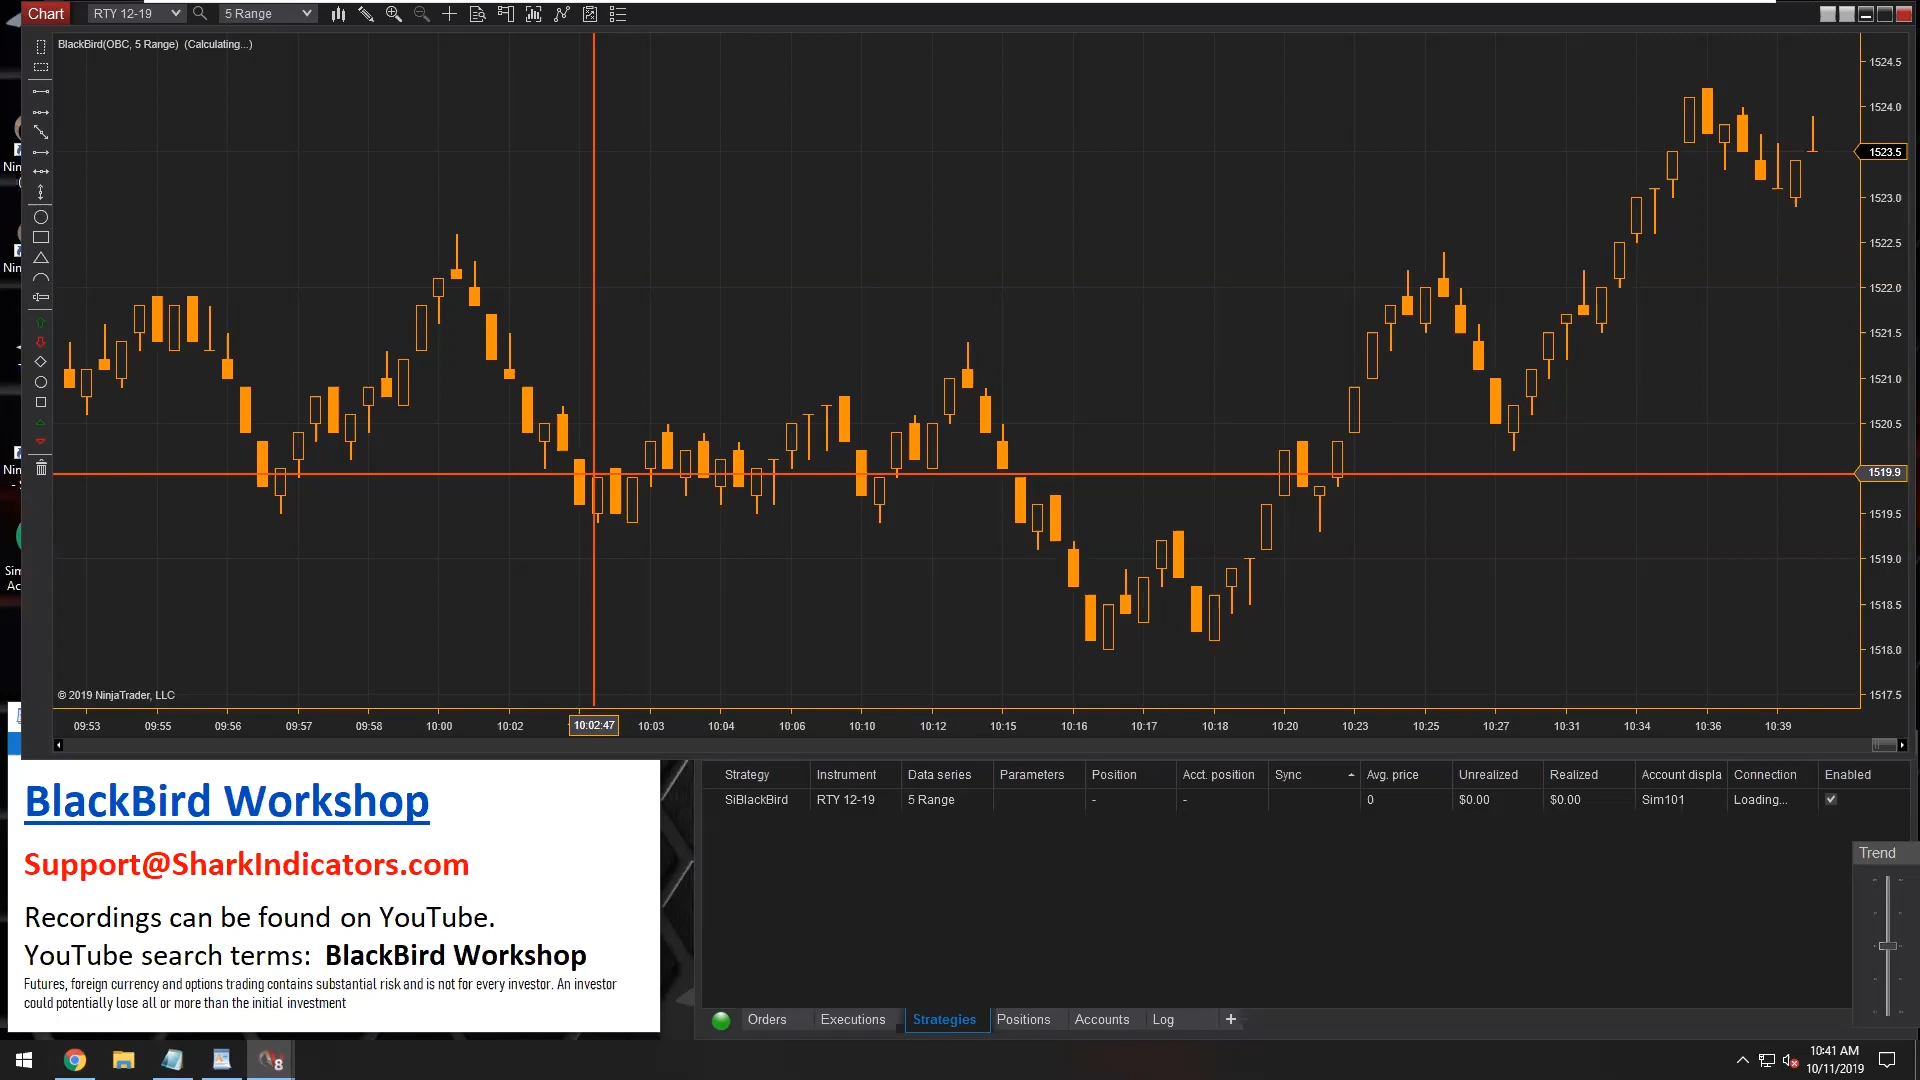 Chart RTY 12-19 5 Range
BlackBird(OBC, 5 Range) (Calculating...)
1524.5
1524.0
1523.5
1523.0
1522.5
1522.0
1521.5
1521.0
1520.5
1519.9
1519.5
1519.0
1518.5
1518.0
1517.5
Nin
Nin
Nin
Sim
Ac
© 2019 NinjaTrader, LLC
09:53 09:55 09:56 09:57 09:58 10:00 10:02 10:02:47 10:03 10:04 10:06 10:10 10:12 10:15 10:16 10:17 10:18 10:20 10:23 10:25 10:27 10:31 10:34 10:36 10:39
BlackBird Workshop
Support@SharkIndicators.com
Recordings can be found on YouTube.
YouTube search terms: BlackBird Workshop
Futures, foreign currency and options trading contains substantial risk and is not for every investor. An investor
could potentially lose all or more than the initial investment
Strategy Instrument Data series Parameters Position Acct. position Sync Avg. price Unrealized Realized Account displa Connection Enabled
SiBlackBird RTY 12-19 5 Range - - 0 $0.00 $0.00 Sim101 Loading...
Trend
Orders Executions Strategies Positions Accounts Log +
8
10:41 AM
10/11/2019